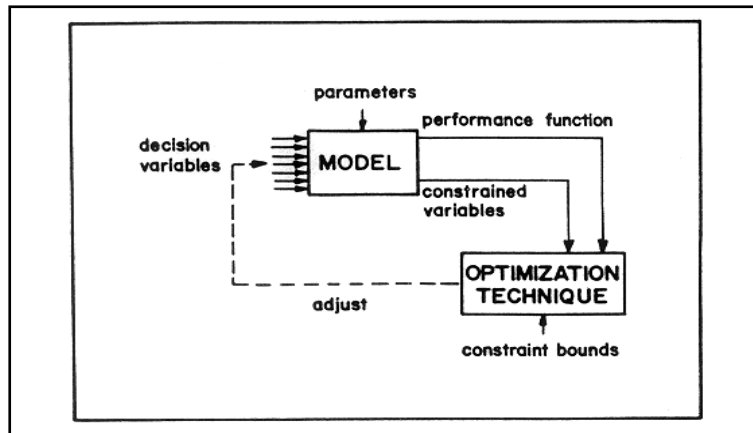 parameters
performance function
decision
variables
MODEL
constrained
variables
OPTIMIZATION
TECHNIQUE
adjust
constraint bounds